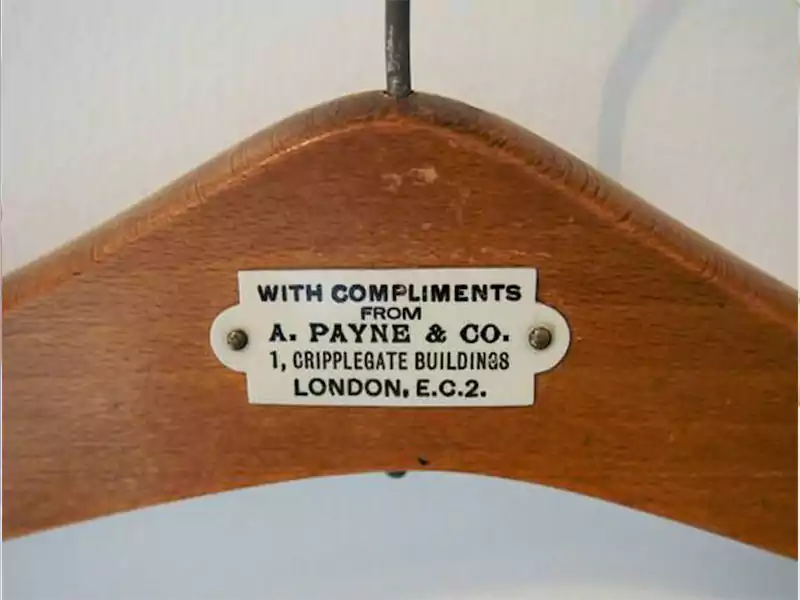 WITH COMPLIMENTS
FROM
A. PAYNE & CO.
1, CRIPPLEGATE BUILDINGS
LONDON, E.C.2.